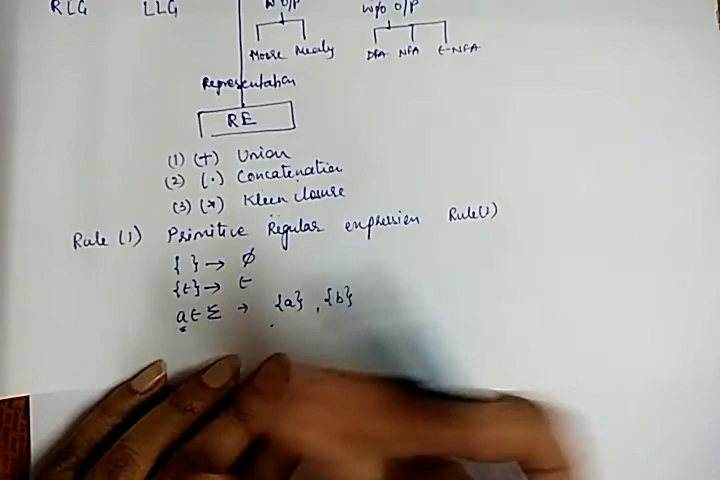 RLG LLG W O/P W/o O/P
Moore Mealy DFA NFA ε-NFA
Representation
RE
(1) (+) Union
(2) (.) Concatenation
(3) (*) Kleen closure
Rule (1) Primitive Regular expression Rule(2)
{ } → Ø
{ε} → ε
a ∈ Σ → {a} , {b}